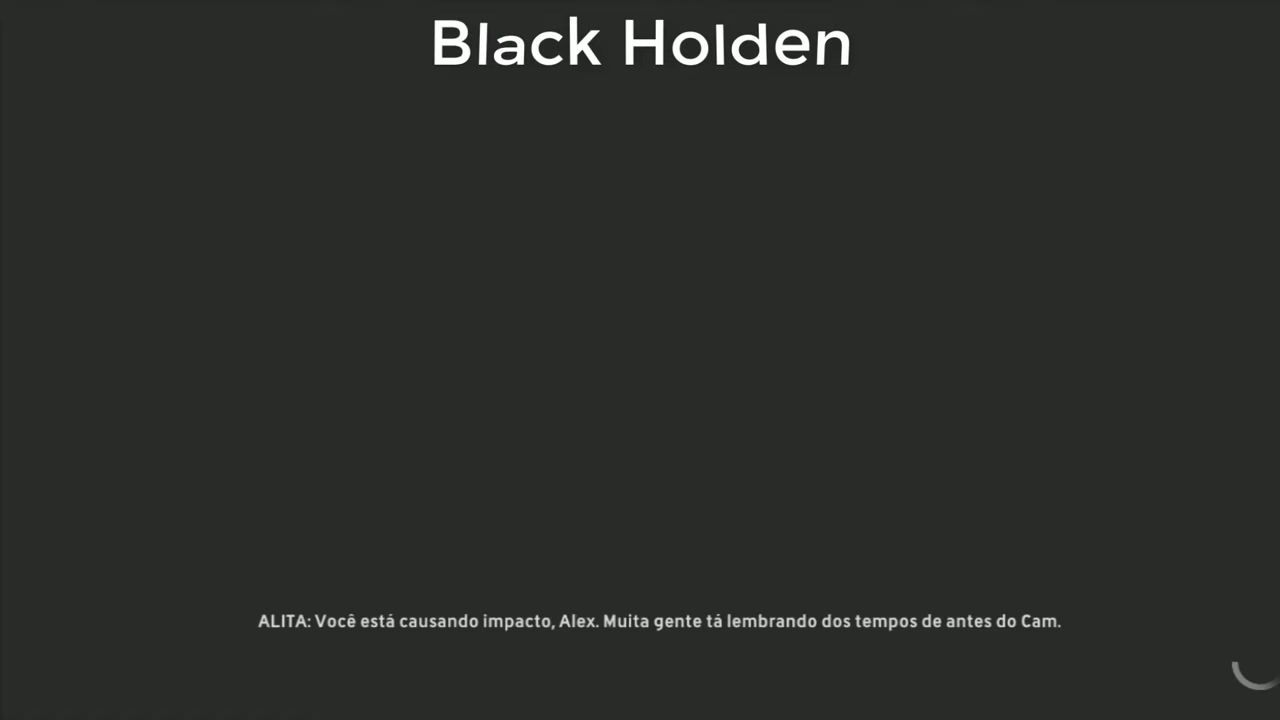 Black Holden
ALITA: Você está causando impacto, Alex. Muita gente tá lembrando dos tempos de antes do Cam.